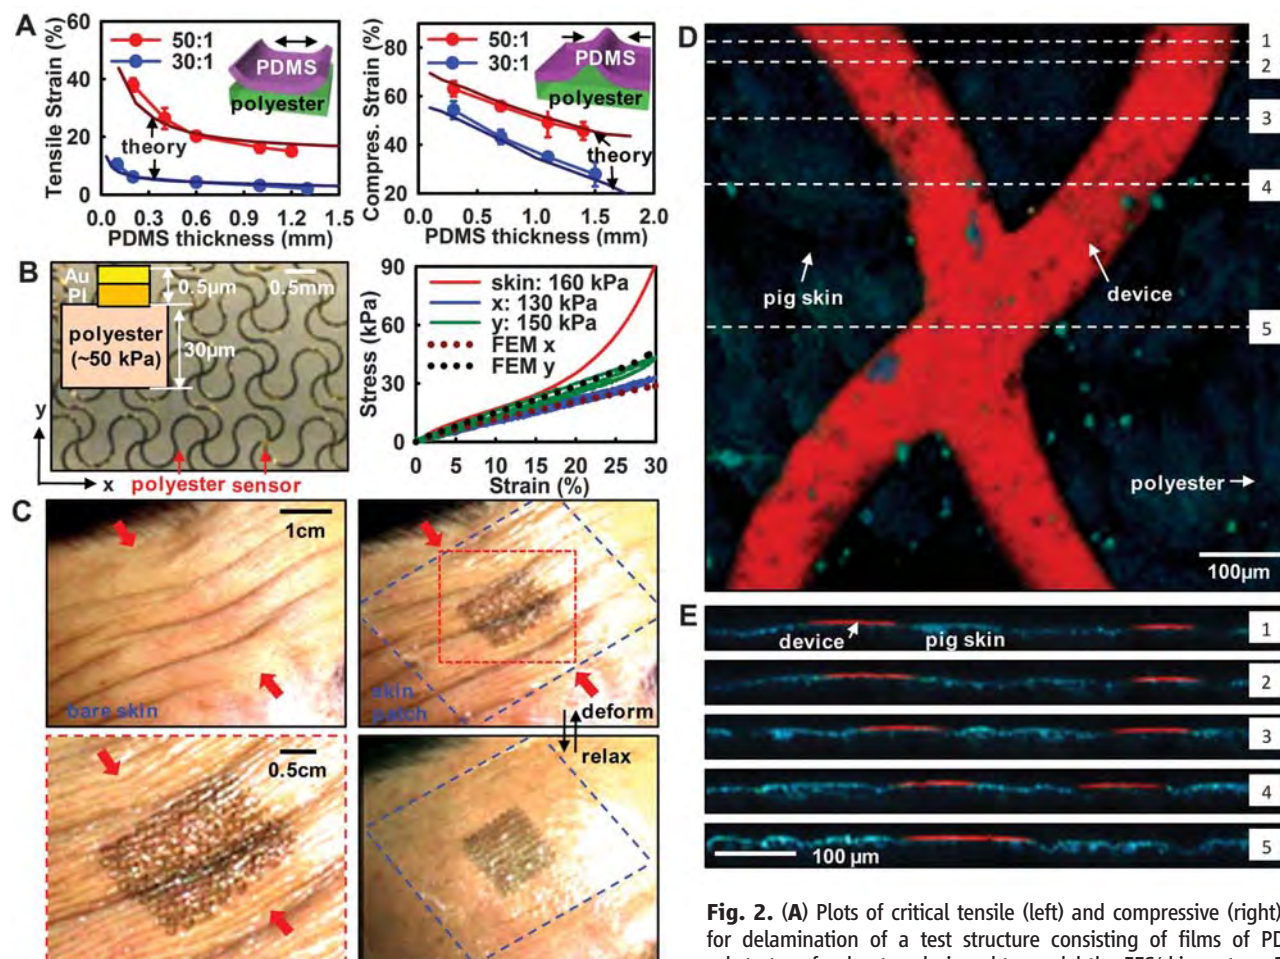 A
Tensile Strain (%)
60
40
20
0
50:1
30:1
PDMS
polyester
theory
0.0 0.3 0.6 0.9 1.2 1.5
PDMS thickness (mm)
Compres. Strain (%)
80
60
40
20
50:1
30:1
PDMS
polyester
theory
0.0 0.5 1.0 1.5 2.0
PDMS thickness (mm)
B
Au
PI
0.5µm
0.5mm
polyester
(~50 kPa)
30µm
y
x
polyester sensor
Stress (kPa)
90
60
30
0
skin: 160 kPa
x: 130 kPa
y: 150 kPa
FEM x
FEM y
0 5 10 15 20 25 30
Strain (%)
C
1cm
bare skin
skin
patch
deform
relax
0.5cm
D
1
2
3
4
5
pig skin
device
polyester
100µm
E
device
pig skin
1
2
3
4
5
100 µm
Fig. 2. (A) Plots of critical tensile (left) and compressive (right)
for delamination of a test structure consisting of films of PD